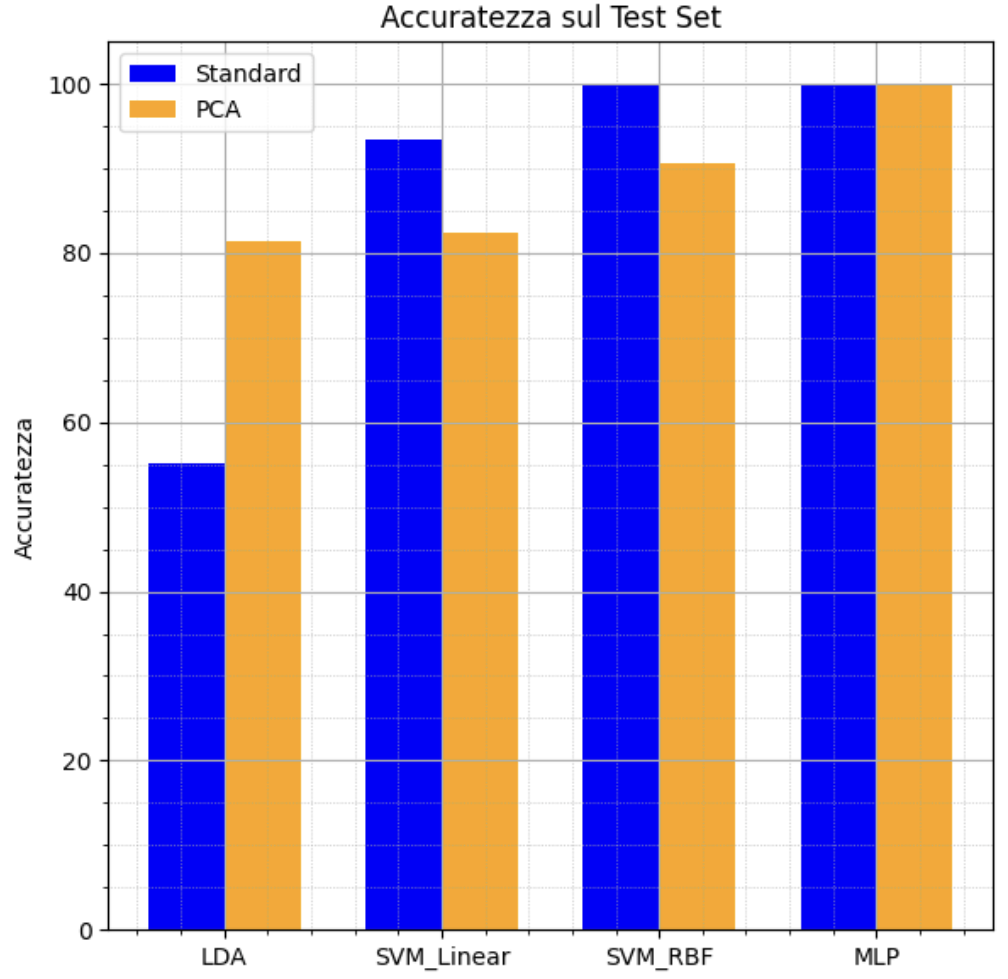 Accuratezza sul Test Set
Standard
PCA
100
80
60
40
20
0
Accuratezza
LDA
SVM_Linear
SVM_RBF
MLP